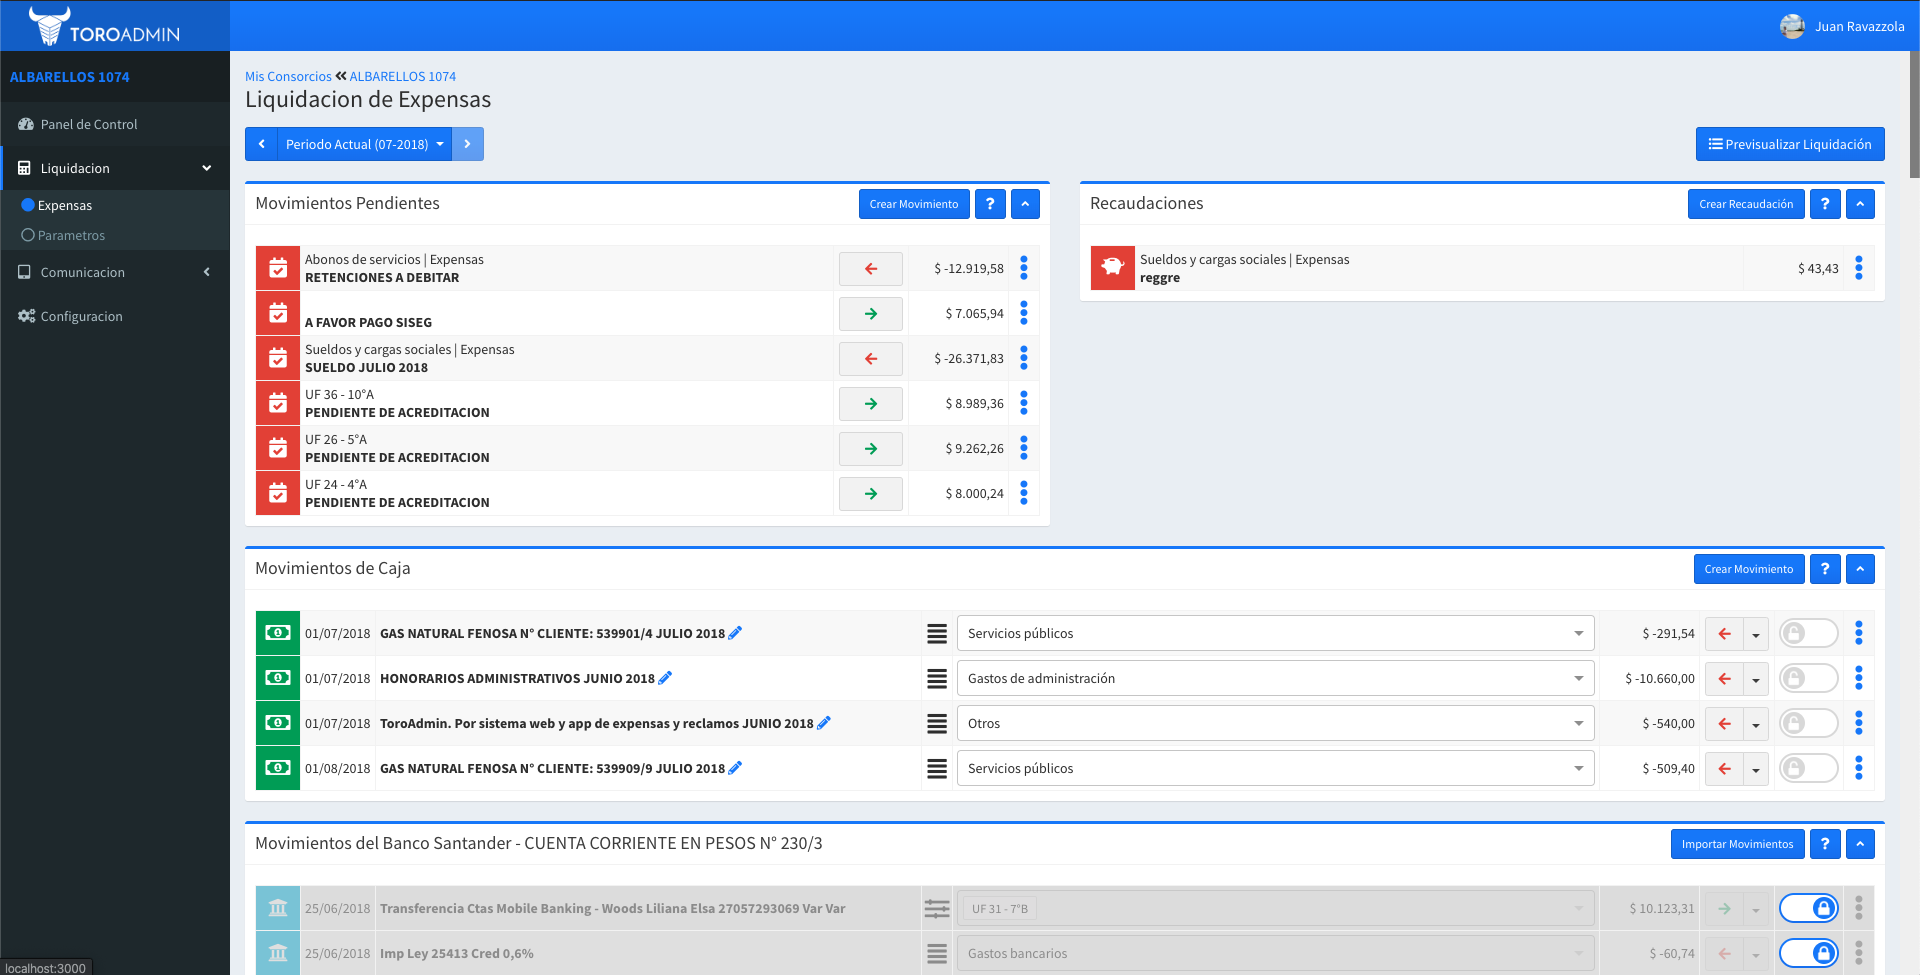 TOROADMIN
Juan Ravazzola
ALBARELLOS 1074
Panel de Control
Liquidacion
Expensas
Parametros
Comunicacion
Configuracion
Mis Consorcios « ALBARELLOS 1074
Liquidacion de Expensas
Periodo Actual (07-2018)
Previsualizar Liquidación
Movimientos Pendientes
Crear Movimiento
?
Abonos de servicios | Expensas
RETENCIONES A DEBITAR
$ -12.919,58
A FAVOR PAGO SISEG
$ 7.065,94
Sueldos y cargas sociales | Expensas
SUELDO JULIO 2018
$ -26.371,83
UF 36 - 10°A
PENDIENTE DE ACREDITACION
$ 8.989,36
UF 26 - 5°A
PENDIENTE DE ACREDITACION
$ 9.262,26
UF 24 - 4°A
PENDIENTE DE ACREDITACION
$ 8.000,24
Recaudaciones
Crear Recaudación
?
Sueldos y cargas sociales | Expensas
reggre
$ 43,43
Movimientos de Caja
Crear Movimiento
?
01/07/2018 GAS NATURAL FENOSA N° CLIENTE: 539901/4 JULIO 2018 Servicios públicos $ -291,54
01/07/2018 HONORARIOS ADMINISTRATIVOS JUNIO 2018 Gastos de administración $ -10.660,00
01/07/2018 ToroAdmin. Por sistema web y app de expensas y reclamos JUNIO 2018 Otros $ -540,00
01/08/2018 GAS NATURAL FENOSA N° CLIENTE: 539909/9 JULIO 2018 Servicios públicos $ -509,40
Movimientos del Banco Santander - CUENTA CORRIENTE EN PESOS N° 230/3
Importar Movimientos
?
25/06/2018 Transferencia Ctas Mobile Banking - Woods Liliana Elsa 27057293069 Var Var UF 31 - 7°B $ 10.123,31
25/06/2018 Imp Ley 25413 Cred 0,6% Gastos bancarios $ -60,74
localhost:3000